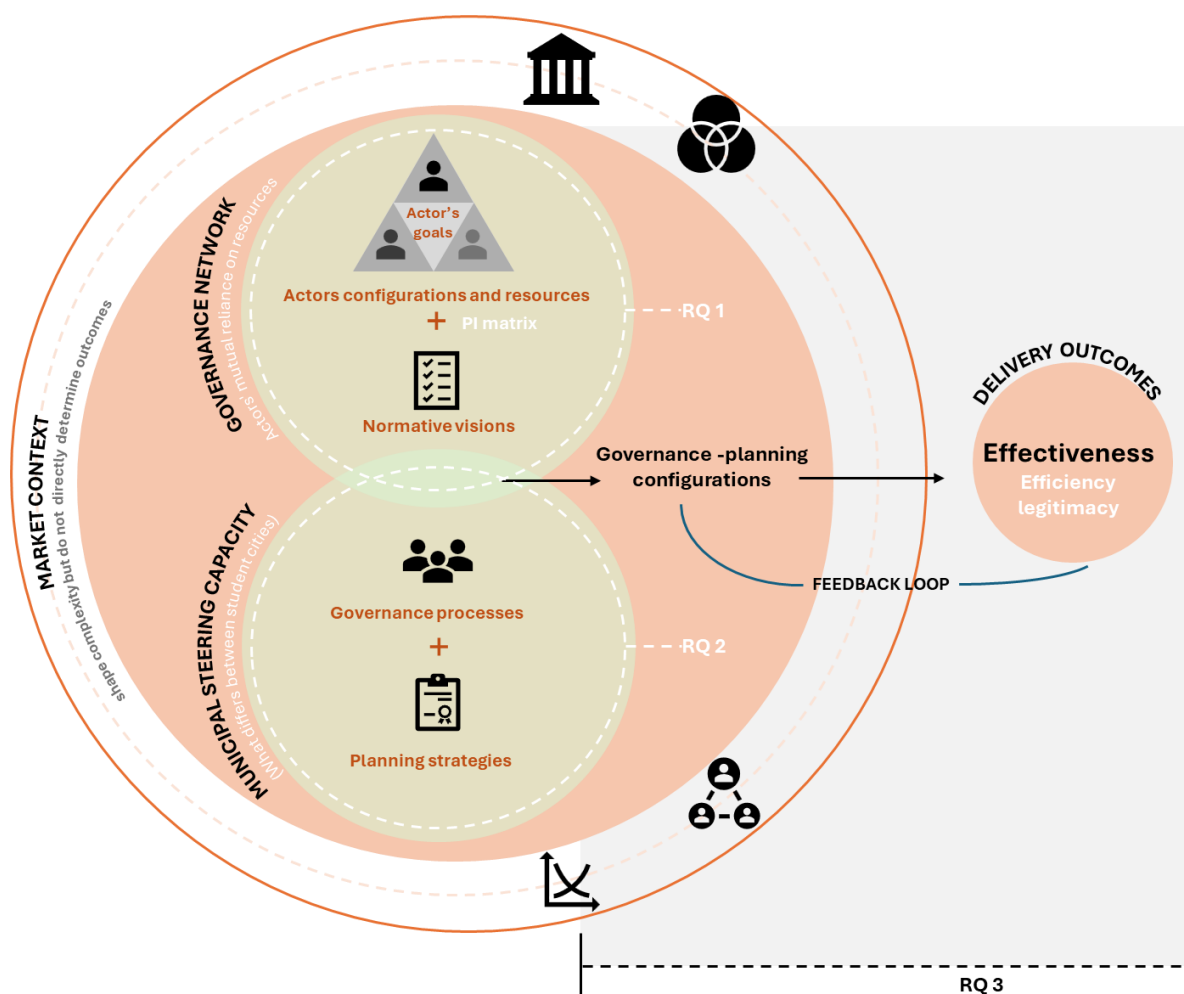 MARKET CONTEXT
shape complexity but do not directly determine outcomes
GOVERNANCE NETWORK
Actors' mutual reliance on resources
Actor's
goals
Actors configurations and resources
+ PI matrix
Normative visions
RQ 1
MUNICIPAL STEERING CAPACITY
(What differs between student cities)
Governance processes
+
Planning strategies
RQ 2
Governance -planning
configurations
FEEDBACK LOOP
DELIVERY OUTCOMES
Effectiveness
Efficiency
legitimacy
RQ 3